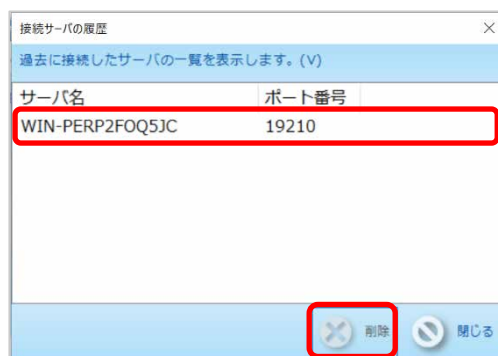 接続サーバの履歴
過去に接続したサーバの一覧を表示します。(V)
サーバ名 ポート番号
WIN-PERP2FOQ5JC 19210
削除 閉じる